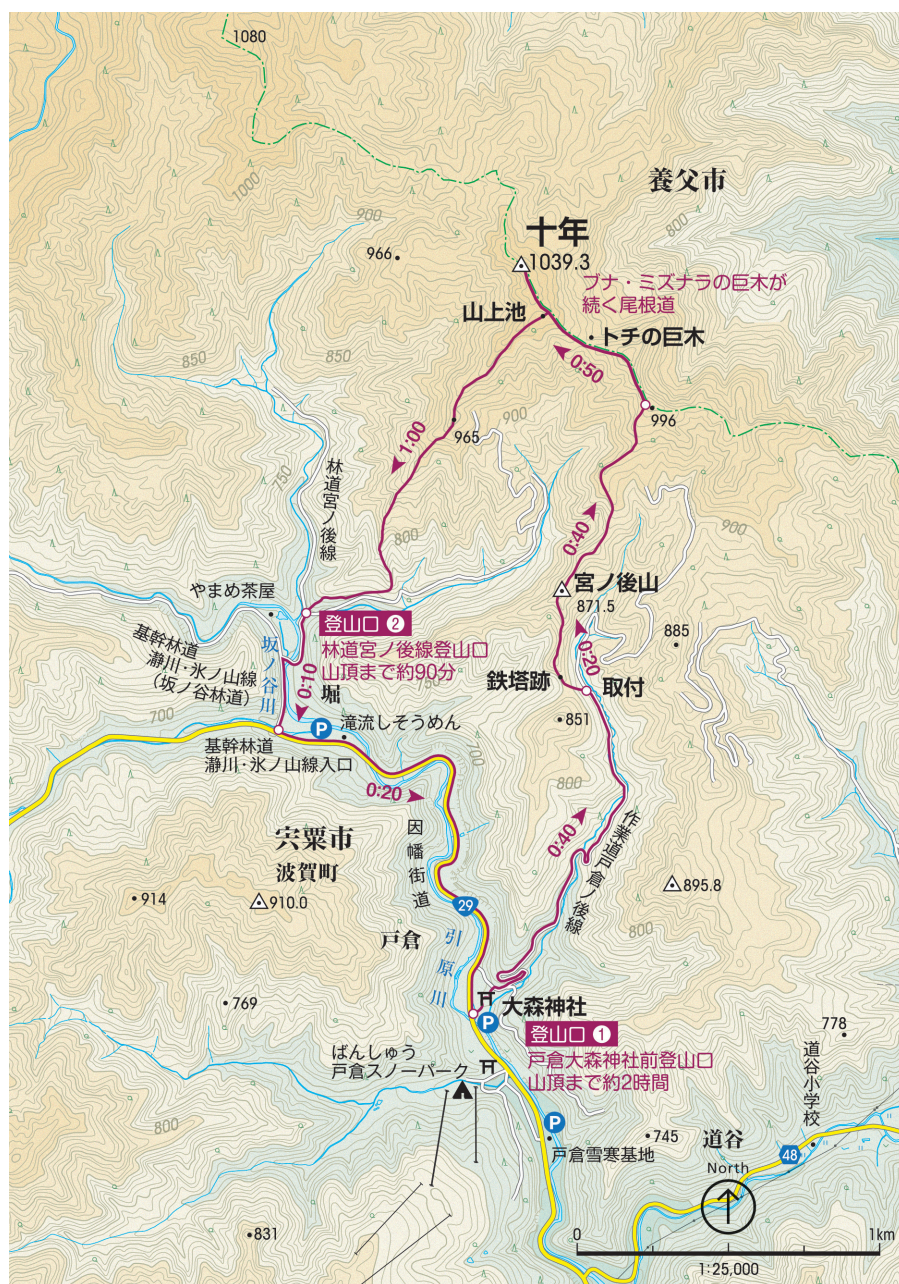 1080
養父市
1000
900
800
十年
1039.3
966
ブナ・ミズナラの巨木が
続く尾根道
山上池
トチの巨木
850
850
0:50
900
996
965
1:00
750
林道宮ノ後線
800
900
0:40
やまめ茶屋
宮ノ後山
871.5
登山口 ❷
林道宮ノ後線登山口
山頂まで約90分
基幹林道
瀞川・氷ノ山線
(坂ノ谷林道)
坂ノ谷川
0:10
堀
750
0:20
885
鉄塔跡
取付
700
P
滝流しそうめん
851
基幹林道
瀞川・氷ノ山線入口
700
800
0:20
因幡街道
0:40
作業道戸倉ノ後線
宍粟市
波賀町
914
910.0
895.8
29
800
戸倉
引原川
769
大森神社
P
登山口 ❶
戸倉大森神社前登山口
山頂まで約2時間
778
ばんしゅう
戸倉スノーパーク
道谷小学校
800
P
745
道谷
戸倉雪寒基地
48
North
831
0
1km
1:25,000